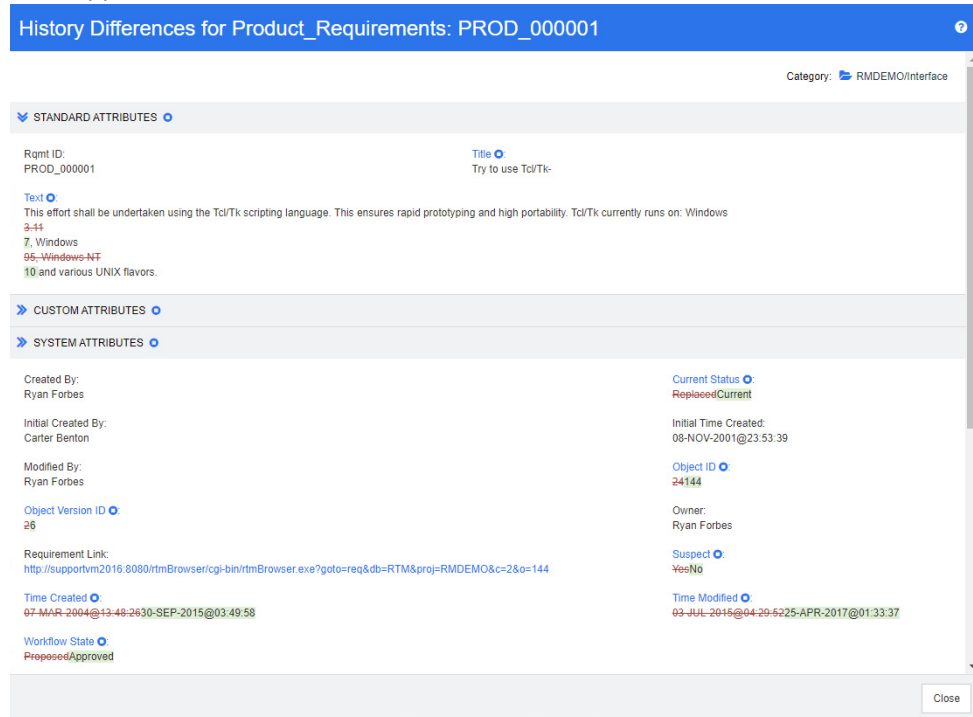 History Differences for Product_Requirements: PROD_000001
?
Category: RMDEMO/Interface
STANDARD ATTRIBUTES
Rqmt ID:
PROD_000001
Title :
Try to use Tcl/Tk-
Text :
This effort shall be undertaken using the Tcl/Tk scripting language. This ensures rapid prototyping and high portability. Tcl/Tk currently runs on: Windows
3.11
7, Windows
95, Windows NT
10 and various UNIX flavors.
CUSTOM ATTRIBUTES
SYSTEM ATTRIBUTES
Created By:
Ryan Forbes
Current Status :
ReplacedCurrent
Initial Created By:
Carter Benton
Initial Time Created:
08-NOV-2001@23:53:39
Modified By:
Ryan Forbes
Object ID :
24144
Object Version ID :
26
Owner:
Ryan Forbes
Requirement Link:
http://supportvm2016:8080/rtmBrowser/cgi-bin/rtmBrowser.exe?goto=req&db=RTM&proj=RMDEMO&c=2&o=144
Suspect :
YesNo
Time Created :
07-MAR-2004@13:48:2630-SEP-2015@03:49:58
Time Modified :
03-JUL-2015@04:29:5225-APR-2017@01:33:37
Workflow State :
ProposedApproved
Close